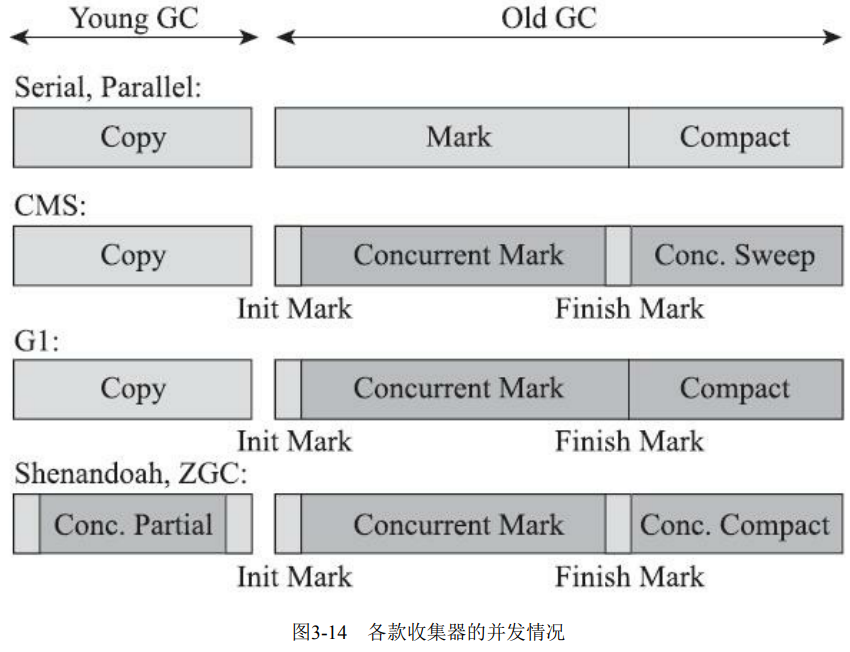 Young GC
Old GC
Serial, Parallel:
Copy
Mark
Compact
CMS:
Copy
Concurrent Mark
Conc. Sweep
Init Mark
Finish Mark
G1:
Copy
Concurrent Mark
Compact
Init Mark
Finish Mark
Shenandoah, ZGC:
Conc. Partial
Concurrent Mark
Conc. Compact
Init Mark
Finish Mark
图3-14 各款收集器的并发情况